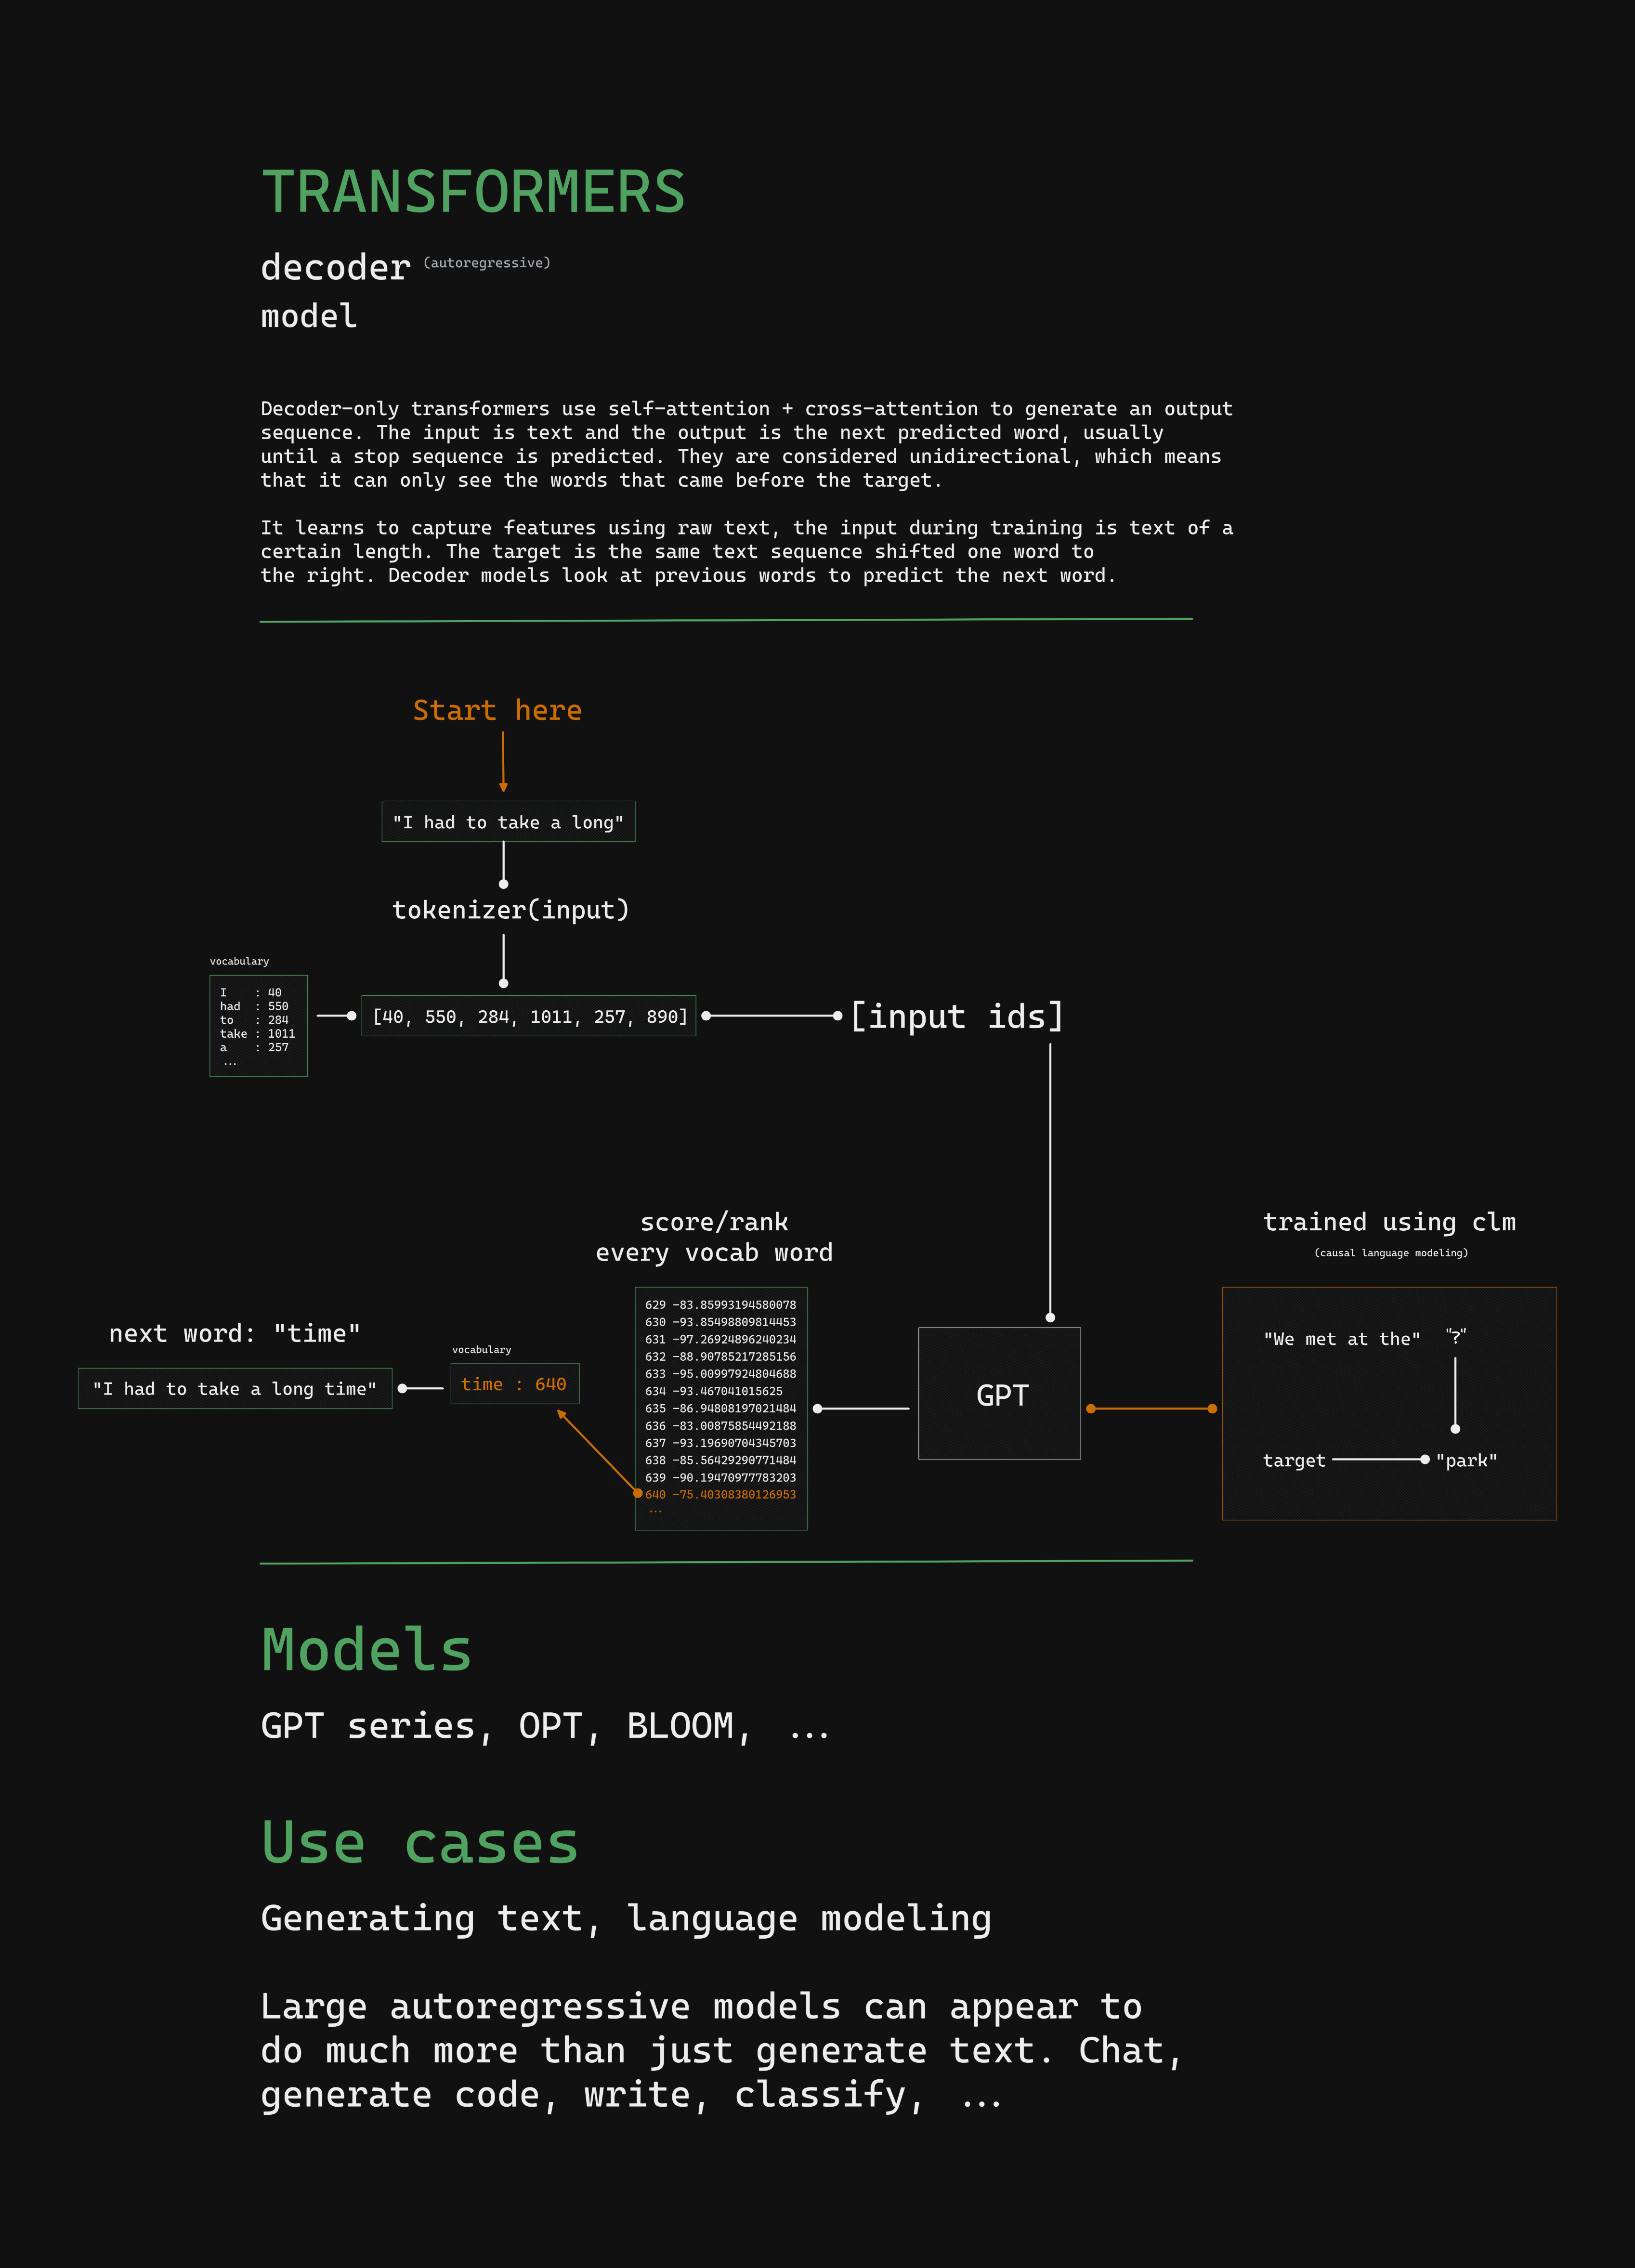 TRANSFORMERS
decoder (autoregressive)
model
Decoder-only transformers use self-attention + cross-attention to generate an output
sequence. The input is text and the output is the next predicted word, usually
until a stop sequence is predicted. They are considered unidirectional, which means
that it can only see the words that came before the target.
It learns to capture features using raw text, the input during training is text of a
certain length. The target is the same text sequence shifted one word to
the right. Decoder models look at previous words to predict the next word.
Start here
"I had to take a long"
tokenizer(input)
vocabulary
I : 40
had : 550
to : 284
take : 1011
a : 257
...
[40, 550, 284, 1011, 257, 890]
[input ids]
score/rank
every vocab word
629 -83.85993194580078
630 -93.85498809814453
631 -97.26924896240234
632 -88.90785217285156
633 -95.00997924804688
634 -93.467041015625
635 -86.94808197021484
636 -83.00875854492188
637 -93.19690704345703
638 -85.56429290771484
639 -90.19470977783203
640 -75.40308380126953
...
GPT
trained using clm
(causal language modeling)
"We met at the" "?"
target "park"
vocabulary
time : 640
next word: "time"
"I had to take a long time"
Models
GPT series, OPT, BLOOM, ...
Use cases
Generating text, language modeling
Large autoregressive models can appear to
do much more than just generate text. Chat,
generate code, write, classify, ...